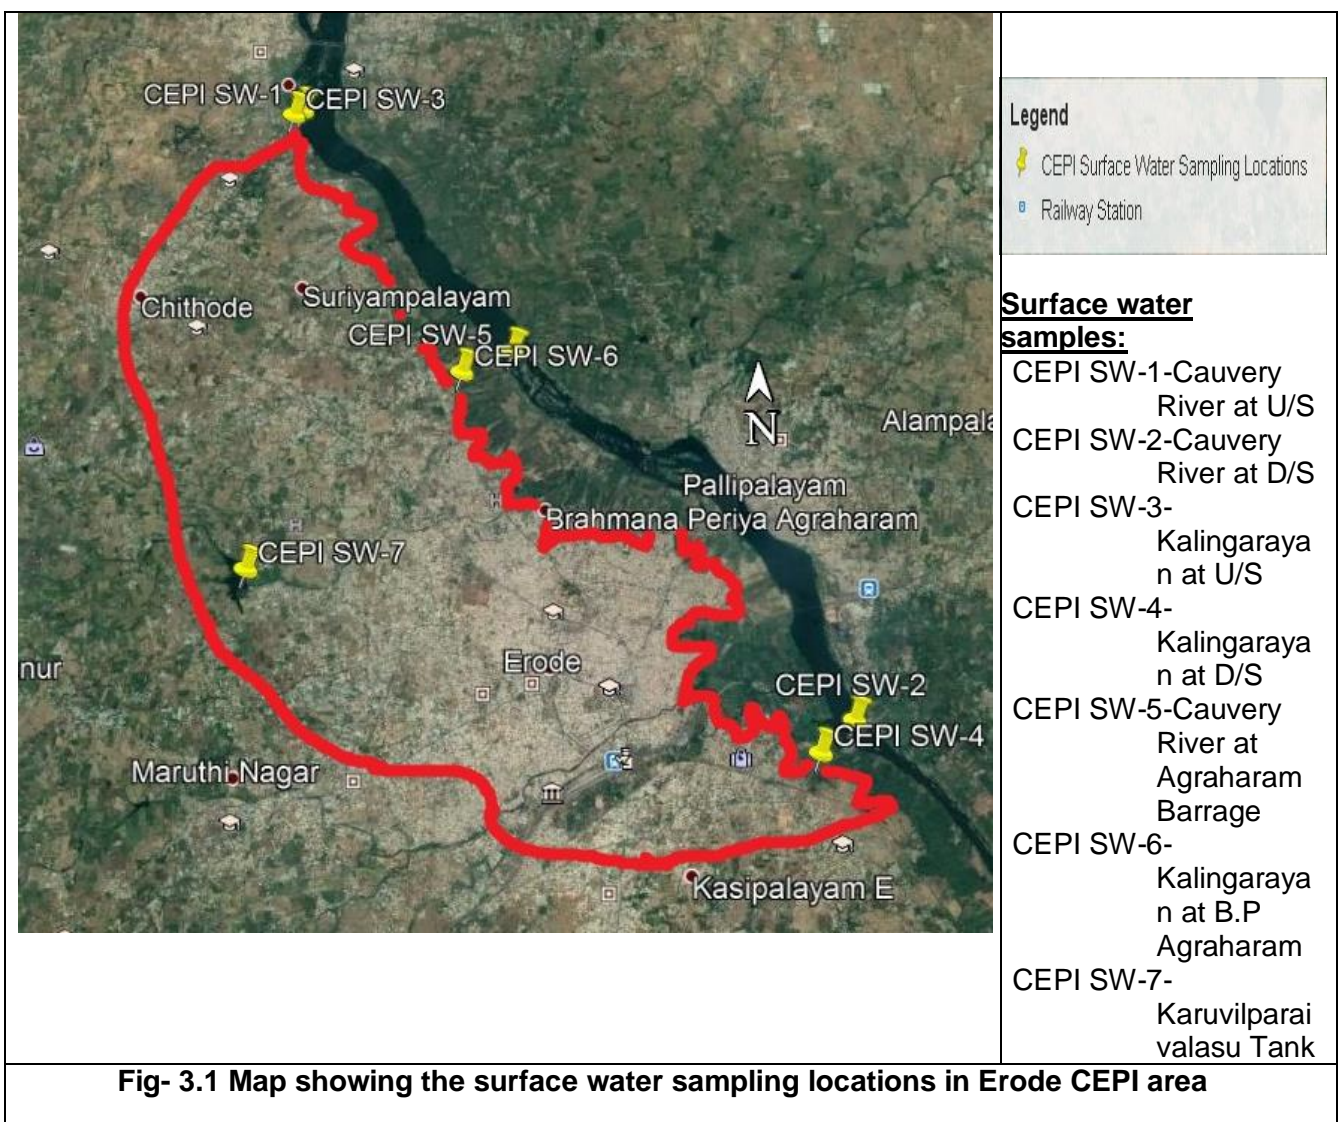 CEPI SW-1
CEPI SW-3
Chithode
Suriyampalayam
CEPI SW-5
CEPI SW-6
N
Alampala
Pallipalayam
Brahmana Periya Agraharam
CEPI SW-7
H
H
nur
Erode
CEPI SW-2
CEPI SW-4
Maruthi Nagar
Kasipalayam E
Legend
CEPI Surface Water Sampling Locations
Railway Station
Surface water
samples:
CEPI SW-1-Cauvery
River at U/S
CEPI SW-2-Cauvery
River at D/S
CEPI SW-3-
Kalingaraya
n at U/S
CEPI SW-4-
Kalingaraya
n at D/S
CEPI SW-5-Cauvery
River at
Agraharam
Barrage
CEPI SW-6-
Kalingaraya
n at B.P
Agraharam
CEPI SW-7-
Karuvilparai
valasu Tank
Fig- 3.1 Map showing the surface water sampling locations in Erode CEPI area